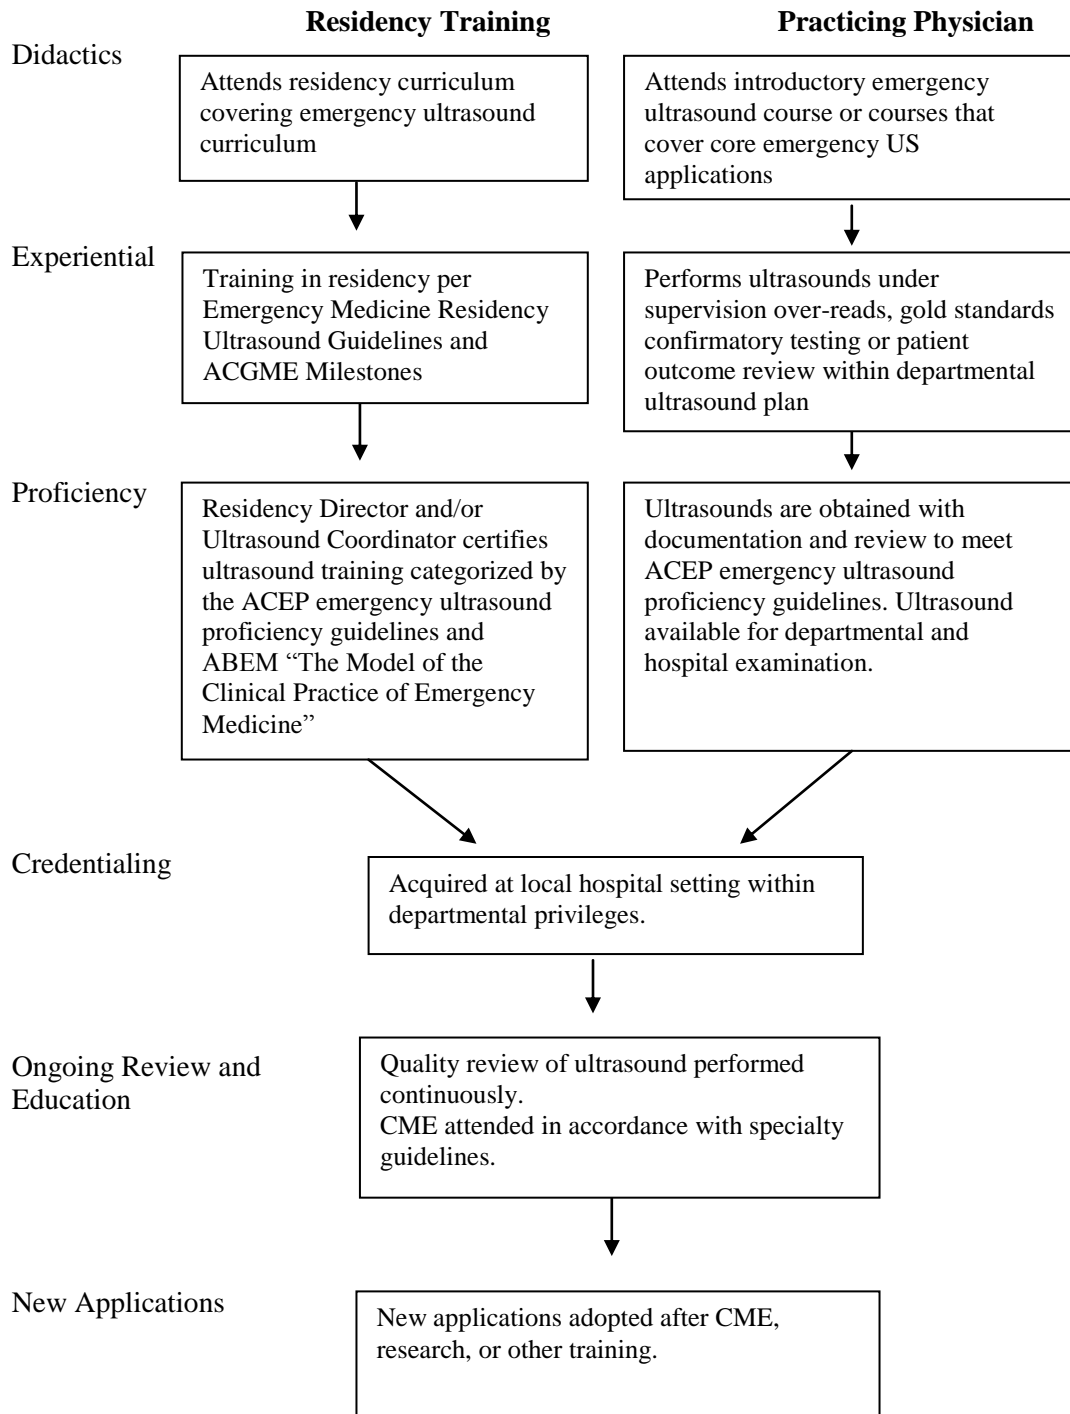 Residency Training
Practicing Physician
Didactics
Attends residency curriculum
covering emergency ultrasound
curriculum
Attends introductory emergency
ultrasound course or courses that
cover core emergency US
applications
Experiential
Training in residency per
Emergency Medicine Residency
Ultrasound Guidelines and
ACGME Milestones
Performs ultrasounds under
supervision over-reads, gold standards
confirmatory testing or patient
outcome review within departmental
ultrasound plan
Proficiency
Residency Director and/or
Ultrasound Coordinator certifies
ultrasound training categorized by
the ACEP emergency ultrasound
proficiency guidelines and
ABEM “The Model of the
Clinical Practice of Emergency
Medicine”
Ultrasounds are obtained with
documentation and review to meet
ACEP emergency ultrasound
proficiency guidelines. Ultrasound
available for departmental and
hospital examination.
Credentialing
Acquired at local hospital setting within
departmental privileges.
Ongoing Review and
Education
Quality review of ultrasound performed
continuously.
CME attended in accordance with specialty
guidelines.
New Applications
New applications adopted after CME,
research, or other training.